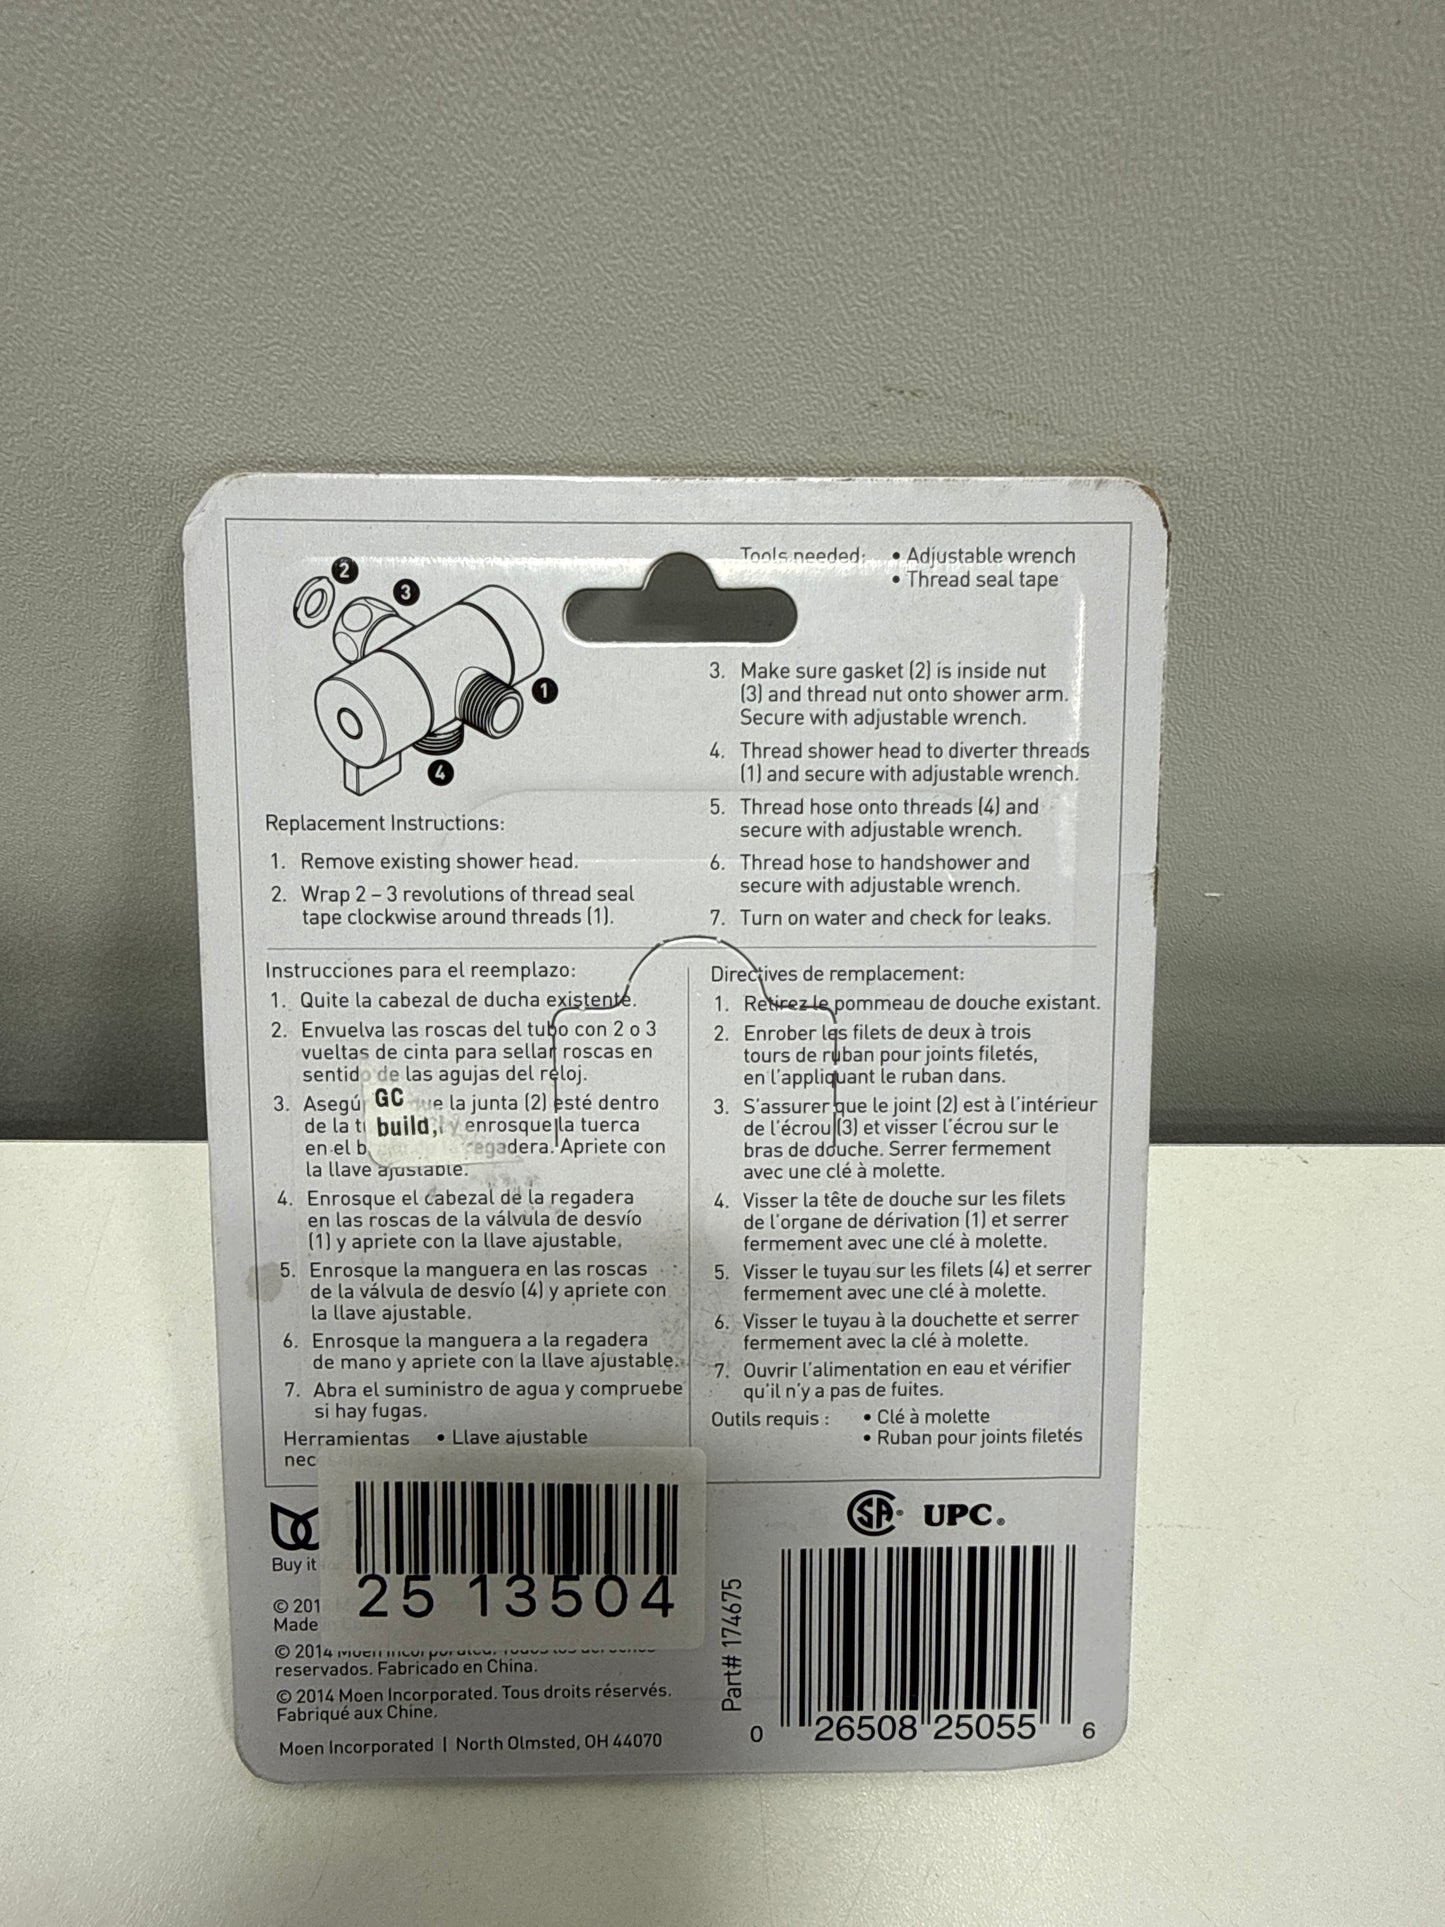 2
3
1
4
Tools needed: • Adjustable wrench
• Thread seal tape
Replacement Instructions:
1. Remove existing shower head.
2. Wrap 2 – 3 revolutions of thread seal
tape clockwise around threads (1).
3. Make sure gasket (2) is inside nut
(3) and thread nut onto shower arm.
Secure with adjustable wrench.
4. Thread shower head to diverter threads
(1) and secure with adjustable wrench.
5. Thread hose onto threads (4) and
secure with adjustable wrench.
6. Thread hose to handshower and
secure with adjustable wrench.
7. Turn on water and check for leaks.
Instrucciones para el reemplazo:
1. Quite la cabezal de ducha existente.
2. Envuelva las roscas del tubo con 2 o 3
vueltas de cinta para sellar roscas en
sentido de las agujas del reloj.
3. la junta (2) esté dentro
de la y enrosque la tuerca
en el regadera. Apriete con
la llave ajustable.
4. Enrosque el cabezal de la regadera
en las roscas de la válvula de desvío
(1) y apriete con la llave ajustable.
5. Enrosque la manguera en las roscas
de la válvula de desvío (4) y apriete con
la llave ajustable.
6. Enrosque la manguera a la regadera
de mano y apriete con la llave ajustable.
7. Abra el suministro de agua y compruebe
si hay fugas.
Herramientas • Llave ajustable
GC
build,
Directives de remplacement:
1. Retirez le pommeau de douche existant.
2. Enrober les filets de deux à trois
tours de ruban pour joints filetés,
en l'appliquant le ruban dans.
3. S'assurer que le joint (2) est à l'intérieur
de l'écrou (3) et visser l'écrou sur le
bras de douche. Serrer fermement
avec une clé à molette.
4. Visser la tête de douche sur les filets
de l'organe de dérivation (1) et serrer
fermement avec une clé à molette.
5. Visser le tuyau sur les filets (4) et serrer
fermement avec une clé à molette.
6. Visser le tuyau à la douchette et serrer
fermement avec la clé à molette.
7. Ouvrir l'alimentation en eau et vérifier
qu'il n'y a pas de fuites.
Outils requis : • Clé à molette
• Ruban pour joints filetés
Buy it
25 13504
©
Made
© 2014 Moen Incorporated. Todos los derechos
reservados. Fabricado en China.
© 2014 Moen Incorporated. Tous droits réservés.
Fabriqué aux Chine.
Moen Incorporated | North Olmsted, OH 44070
SA® UPC®
Part# 174675
0 26508 25055 6